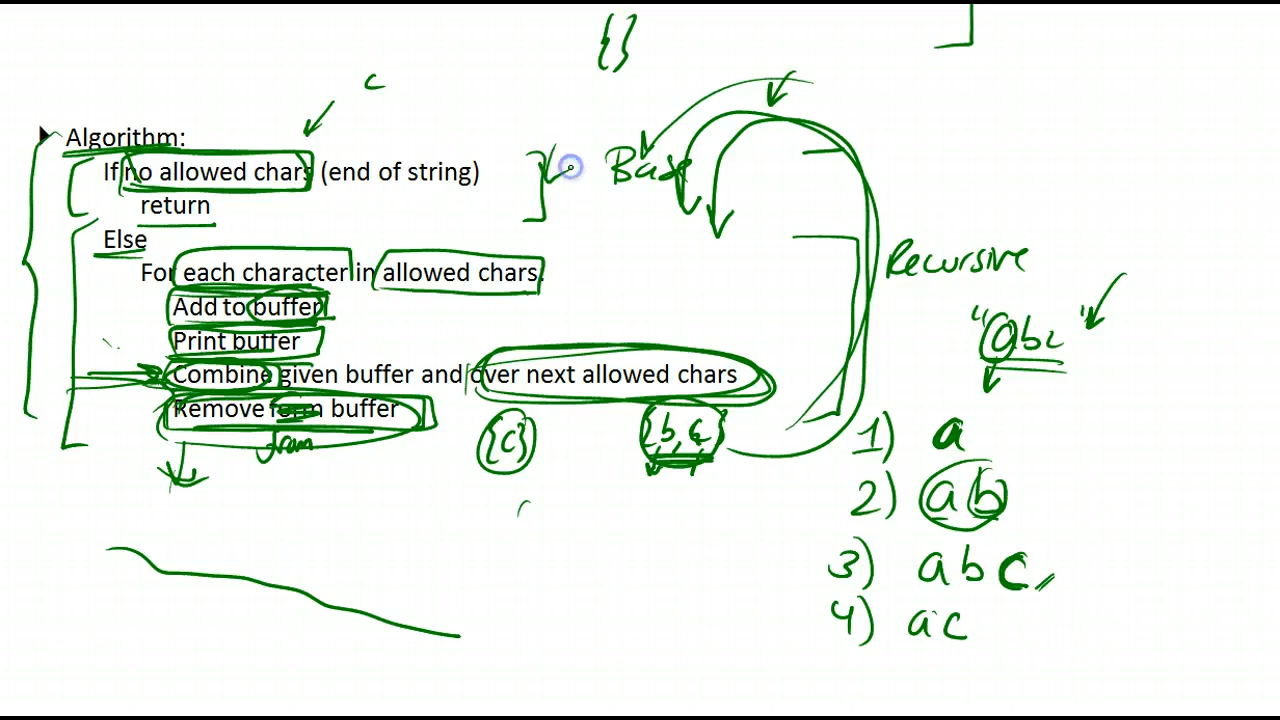 {}
c
Algorithm:
If no allowed chars (end of string)
Base
return
Else
Recursive
For each character in allowed chars.
Add to buffer
"abc"
Print buffer
Combine given buffer and over next allowed chars
Remove form buffer
from
{c}
{b, c}
1) a
2) ab
3) abc
4) ac